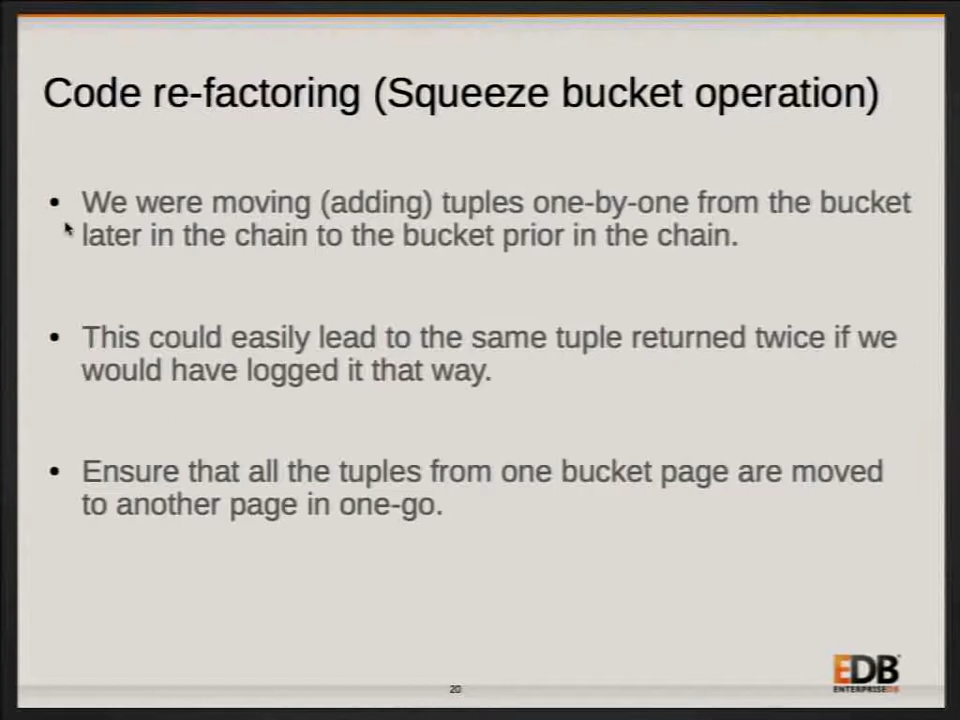 Code re-factoring (Squeeze bucket operation)
• We were moving (adding) tuples one-by-one from the bucket
later in the chain to the bucket prior in the chain.
• This could easily lead to the same tuple returned twice if we
would have logged it that way.
• Ensure that all the tuples from one bucket page are moved
to another page in one-go.
20
EDB
ENTERPRISEDB